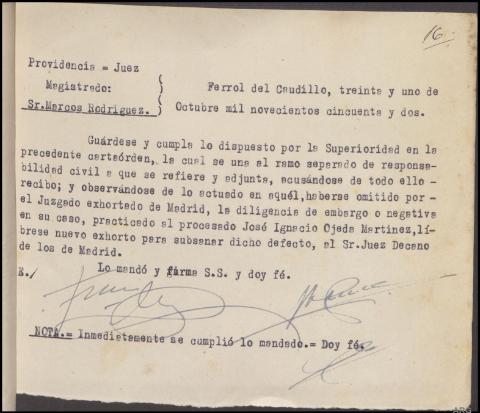 16.
Providencia = Juez
Magistrado:
Sr.Marcos Rodriguez.
Ferrol del Caudillo, treinta y uno de
Octubre mil novecientos cincuenta y dos.
Guárdese y cumpla lo dispuesto por la Superioridad en la
precedente cartaórden, la cual se una al ramo separado de responsa-
bilidad civil a que se refiere y adjunta, acusándose de todo ello -
recibo; y observándose de lo actuado en aquél,haberse omitido por -
el Juzgado exhortado de Madrid, la diligencia de embargo o negativa
en su caso, practicado al procesado José Ignacio Ojeda Martinez,lí-
brese nuevo exhorto para subsanar dicho defecto, al Sr.Juez Decano
de los de Madrid.
Lo mandó y firma S.S. y doy fé.
E./
NOTA.= Inmediatamente se cumplió lo mandado.= Doy fé.